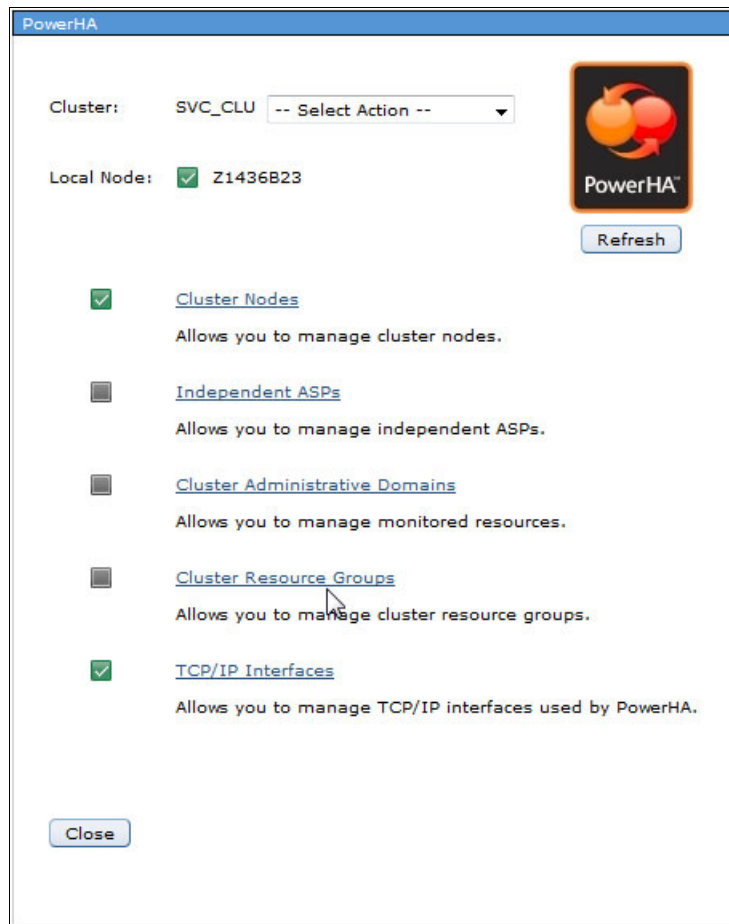 PowerHA
Cluster: SVC_CLU -- Select Action --
Local Node: Z1436B23
PowerHA™
Refresh
Cluster Nodes
Allows you to manage cluster nodes.
Independent ASPs
Allows you to manage independent ASPs.
Cluster Administrative Domains
Allows you to manage monitored resources.
Cluster Resource Groups
Allows you to manage cluster resource groups.
TCP/IP Interfaces
Allows you to manage TCP/IP interfaces used by PowerHA.
Close